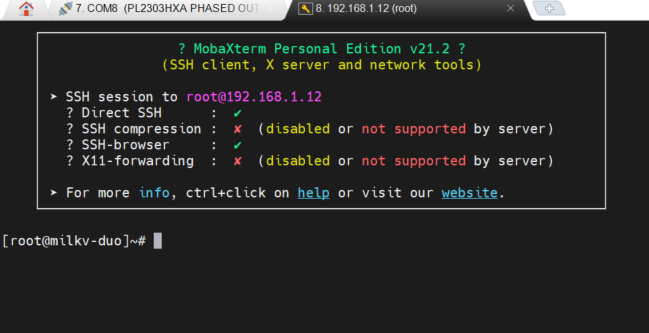 7. COM8 (PL2303HXA PHASED OUT
8. 192.168.1.12 (root)
? MobaXterm Personal Edition v21.2 ?
(SSH client, X server and network tools)
➤ SSH session to root@192.168.1.12
? Direct SSH : ✔
? SSH compression : ✘ (disabled or not supported by server)
? SSH-browser : ✔
? X11-forwarding : ✘ (disabled or not supported by server)
➤ For more info, ctrl+click on help or visit our website.
[root@milkv-duo]~#